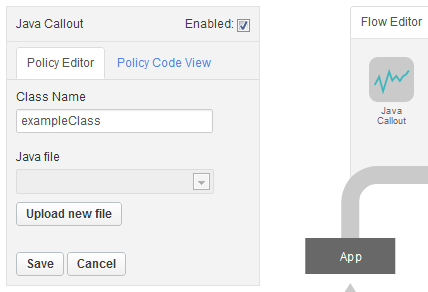 Java Callout
Enabled:
Policy Editor
Policy Code View
Class Name
exampleClass
Java file
Upload new file
Save
Cancel
Flow Editor
Java
Callout
App